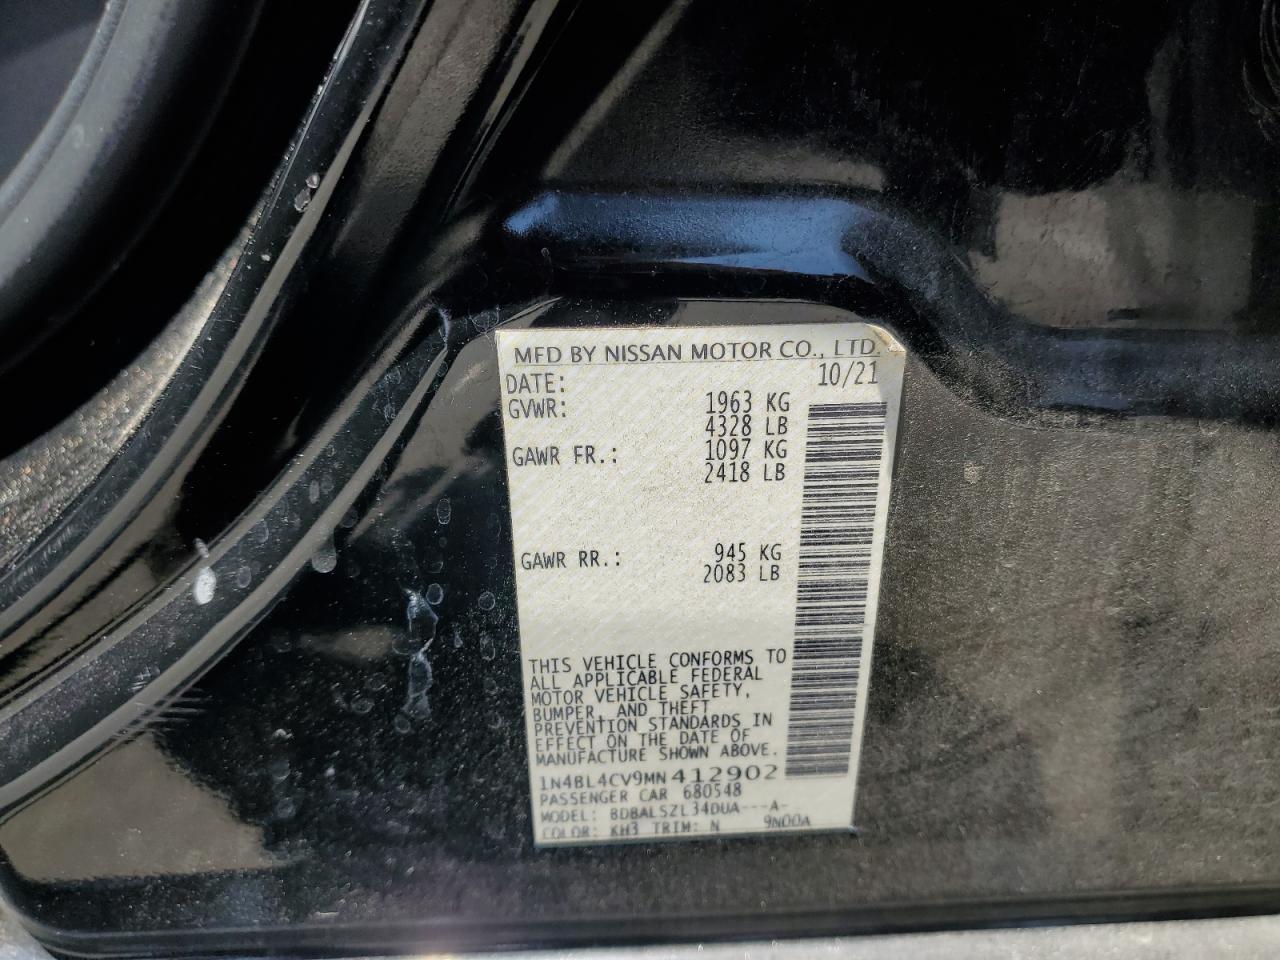 MFD BY NISSAN MOTOR CO., LTD.
DATE: 10/21
GVWR: 1963 KG
4328 LB
GAWR FR.: 1097 KG
2418 LB
GAWR RR.: 945 KG
2083 LB
THIS VEHICLE CONFORMS TO
ALL APPLICABLE FEDERAL
MOTOR VEHICLE SAFETY,
BUMPER, AND THEFT
PREVENTION STANDARDS IN
EFFECT ON THE DATE OF
MANUFACTURE SHOWN ABOVE.
1N4BL4CV9MN412902
PASSENGER CAR 680548
MODEL: BDBALSZL34DUA---A-
COLOR: KH3 TRIM: N 9N00A